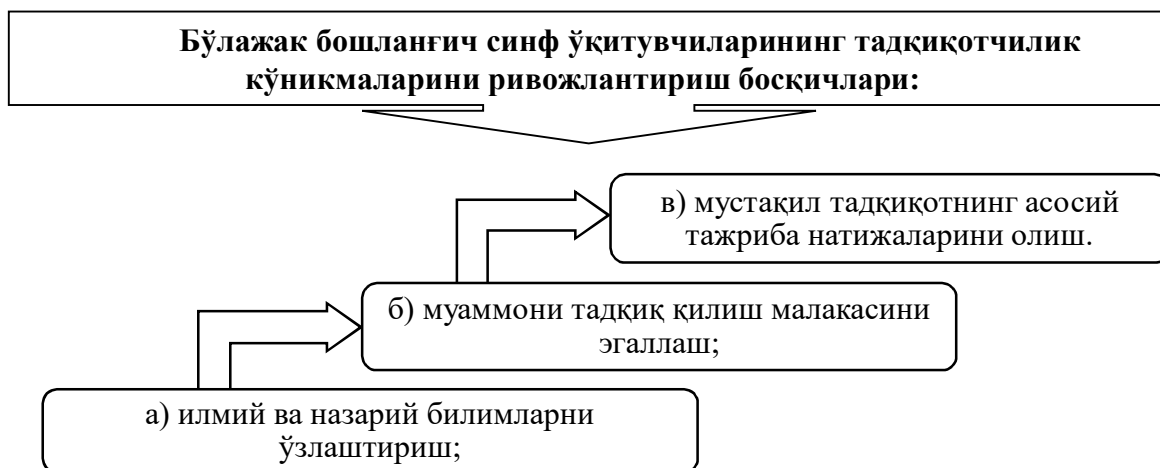 Бўлажак бошланғич синф ўқитувчиларининг тадқиқотчилик
кўникмаларини ривожлантириш босқичлари:
в) мустақил тадқиқотнинг асосий
тажриба натижаларини олиш.
б) муаммони тадқиқ қилиш малакасини
эгаллаш;
а) илмий ва назарий билимларни
ўзлаштириш;